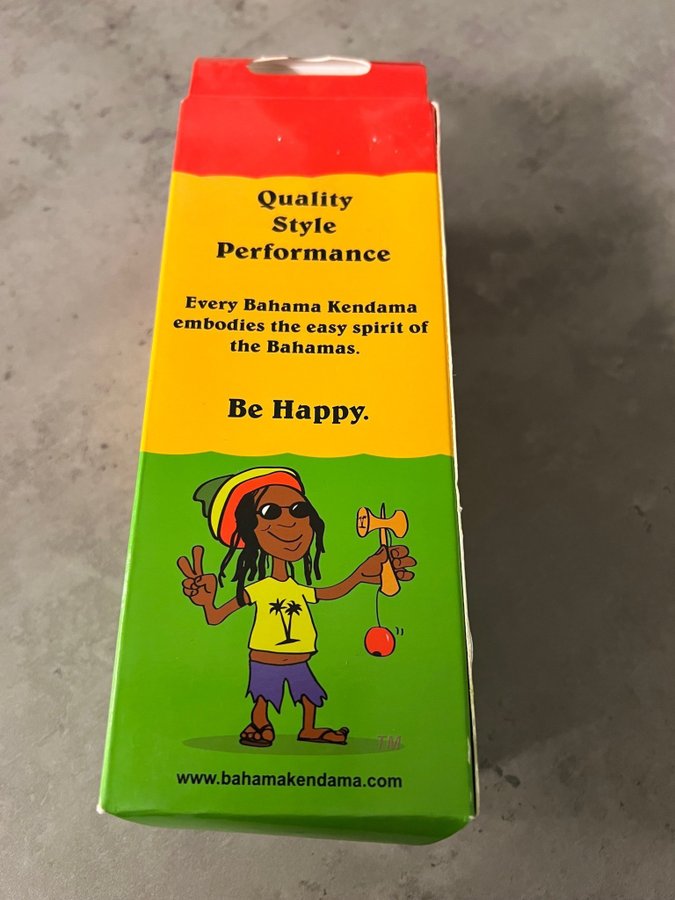 Quality
Style
Performance
Every Bahama Kendama
embodies the easy spirit of
the Bahamas.
Be Happy.
TM
www.bahamakendama.com